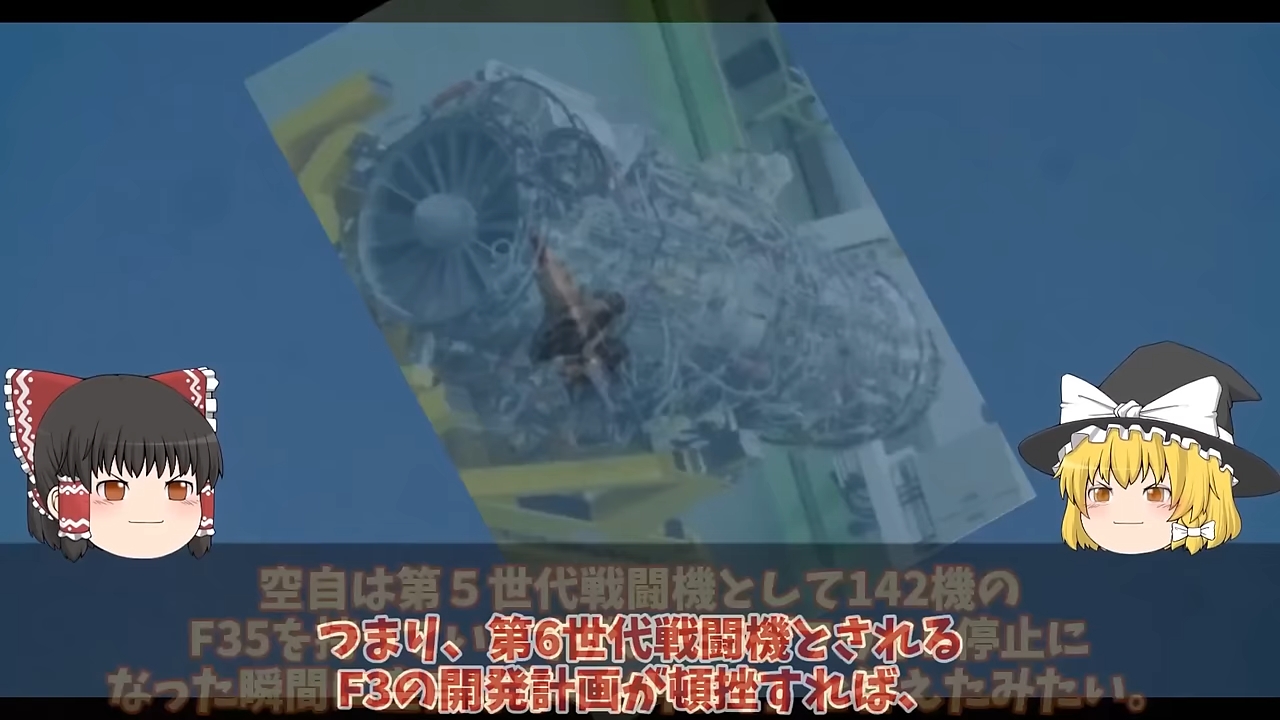 空自は第５世代戦闘機として142機の
F35を
停止に
つまり、第6世代戦闘機とされる
なった瞬間
えたみたい。
F3の開発計画が頓挫すれば、